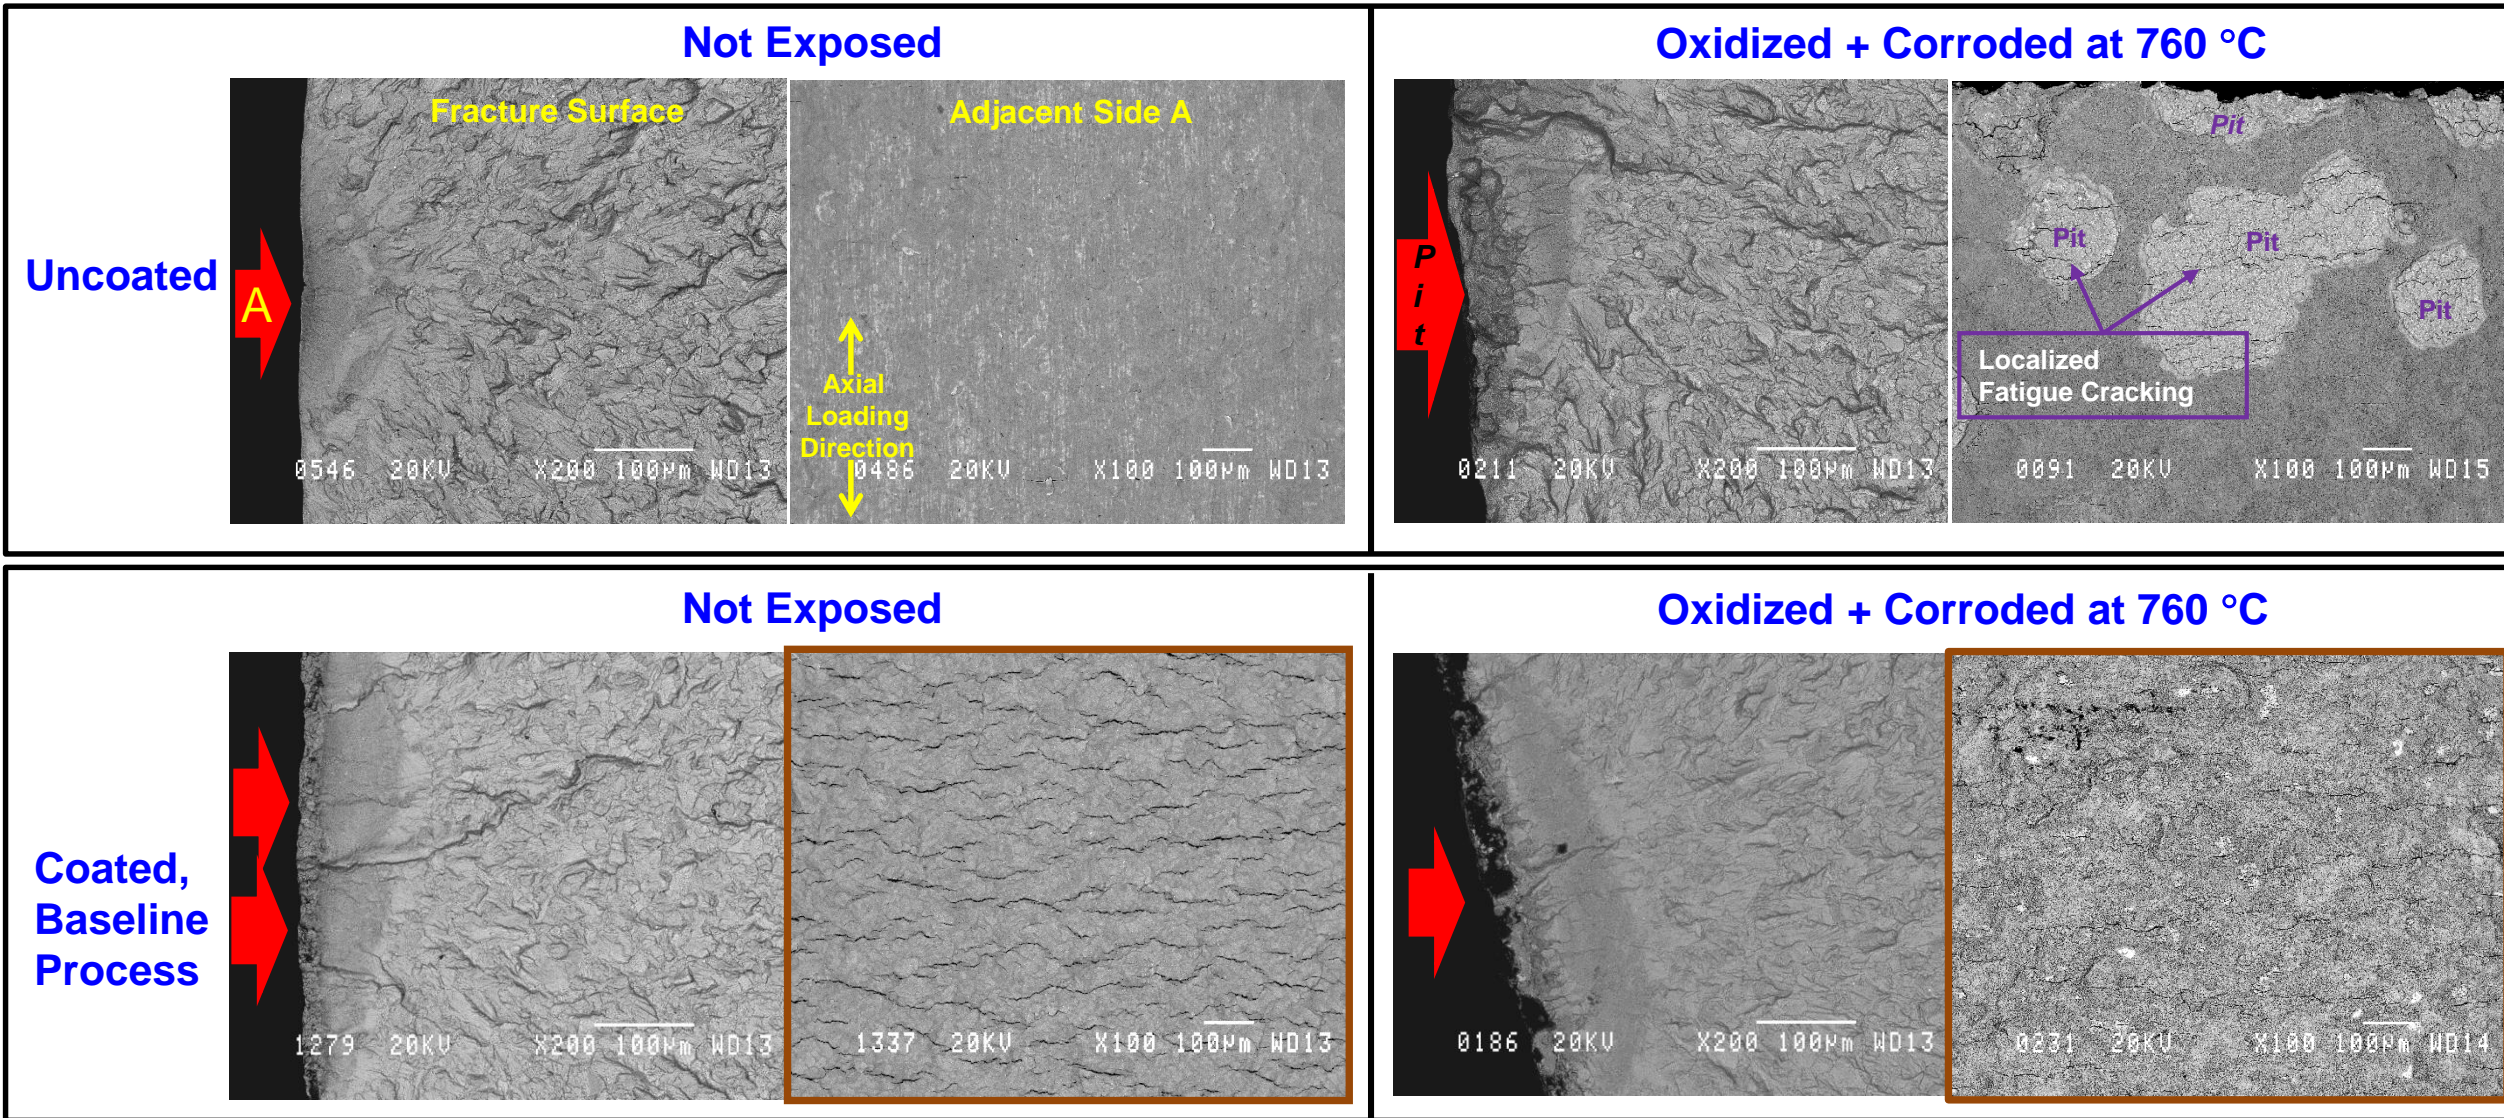 Not Exposed
Oxidized + Corroded at 760 °C
Uncoated
A
Fracture Surface
0546 20KV X200 100µm WD13
Adjacent Side A
Axial
Loading
Direction
0486 20KV X100 100µm WD13
P
i
t
0211 20KV X200 100µm WD13
Pit
Pit
Pit
Pit
Localized
Fatigue Cracking
0091 20KV X100 100µm WD15
Not Exposed
Oxidized + Corroded at 760 °C
Coated,
Baseline
Process
1279 20KV X200 100µm WD13
1337 20KV X100 100µm WD13
0186 20KV X200 100µm WD13
0231 20KV X100 100µm WD14